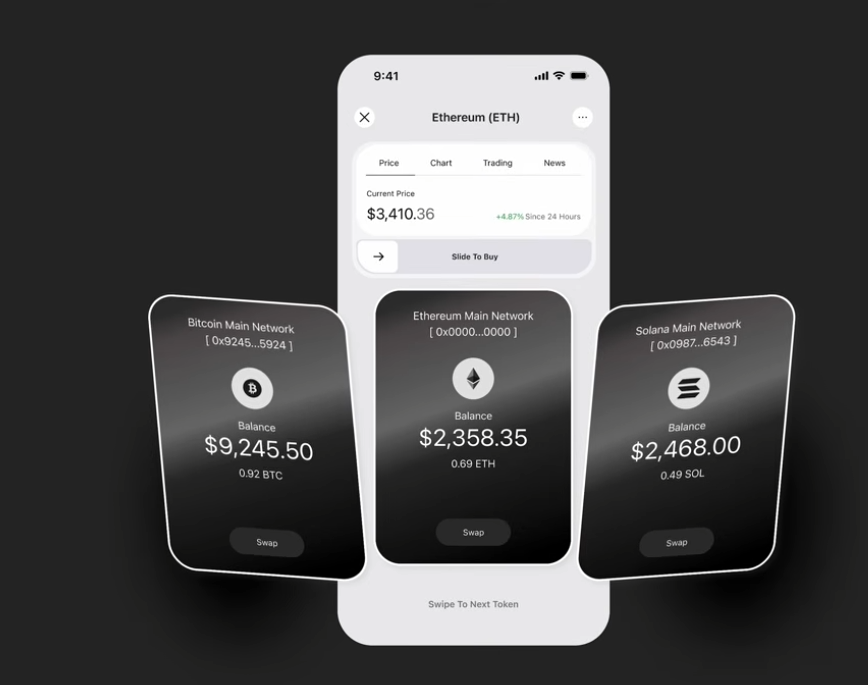 9:41
Ethereum (ETH)
Price Chart Trading News
Current Price
$3,410.36
+4.87% Since 24 Hours
Slide To Buy
Bitcoin Main Network
[ 0x9245...5924 ]
Balance
$9,245.50
0.92 BTC
Swap
Ethereum Main Network
[ 0x0000...0000 ]
Balance
$2,358.35
0.69 ETH
Swap
Solana Main Network
[ 0x0987...6543 ]
Balance
$2,468.00
0.49 SOL
Swap
Swipe To Next Token